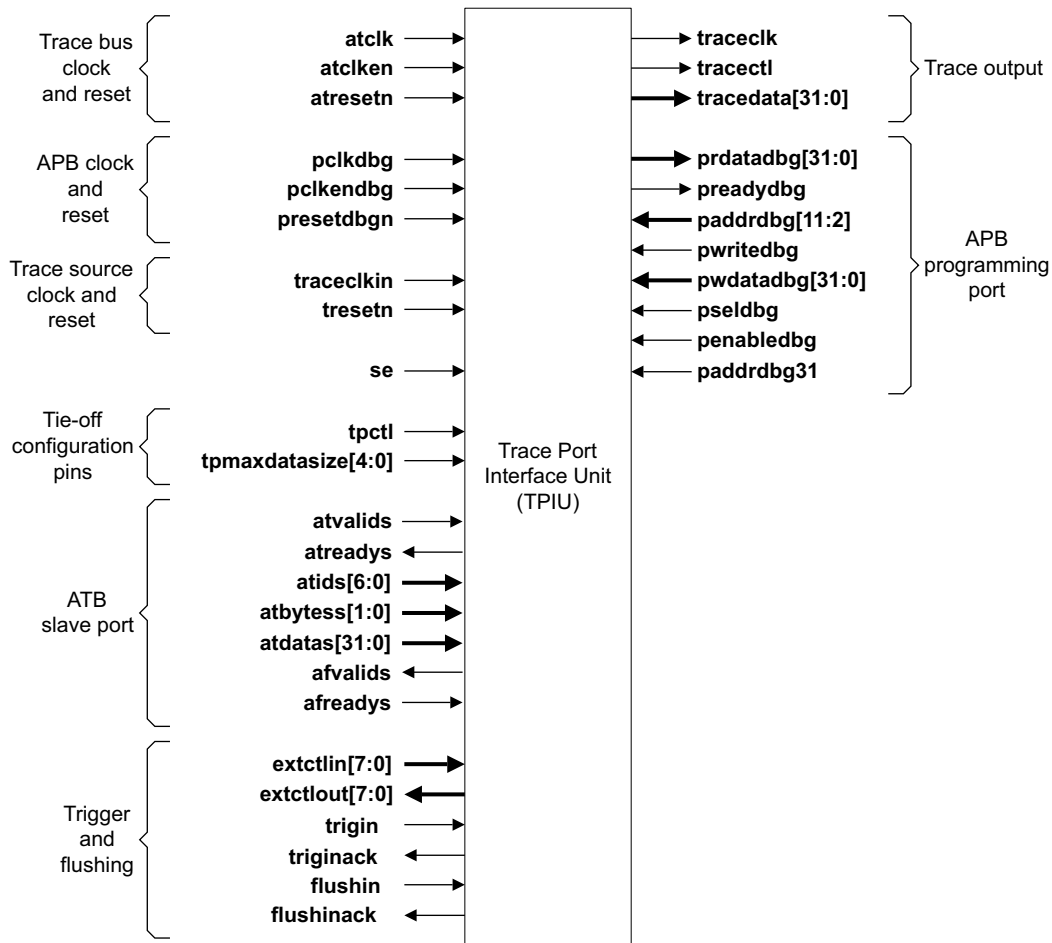 Trace bus
clock
and reset
atclk
atclken
atresetn
APB clock
and
reset
pclkdbg
pclkendbg
presetdbgn
Trace source
clock and
reset
traceclkin
tresetn
se
Tie-off
configuration
pins
tpctl
tpmaxdatasize[4:0]
ATB
slave port
atvalids
atreadys
atids[6:0]
atbytess[1:0]
atdatas[31:0]
afvalids
afreadys
Trigger
and
flushing
extctlin[7:0]
extctlout[7:0]
trigin
triginack
flushin
flushinack
Trace Port
Interface Unit
(TPIU)
traceclk
tracectl
tracedata[31:0]
Trace output
prdatadbg[31:0]
preadydbg
paddrdbg[11:2]
pwritedbg
pwdatadbg[31:0]
pseldbg
penabledbg
paddrdbg31
APB
programming
port